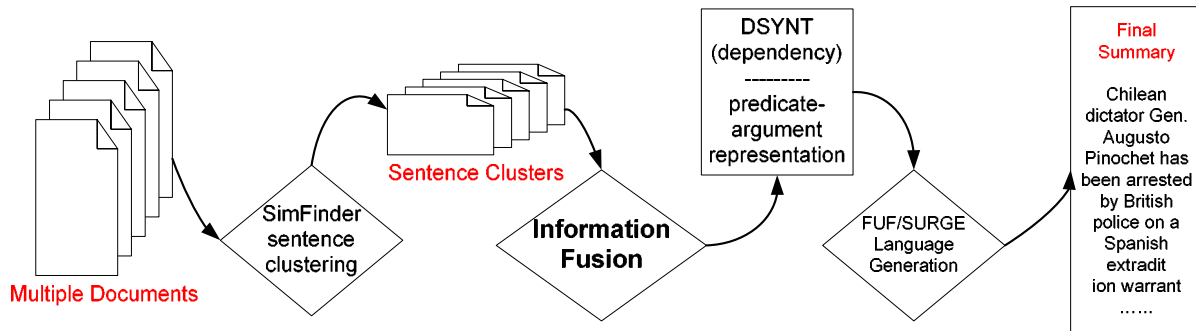 Multiple Documents
SimFinder
sentence
clustering
Sentence Clusters
Information
Fusion
DSYNT
(dependency)
---------
predicate-
argument
representation
FUF/SURGE
Language
Generation
Final
Summary
Chilean
dictator Gen.
Augusto
Pinochet has
been arrested
by British
police on a
Spanish
extradit
ion warrant
……